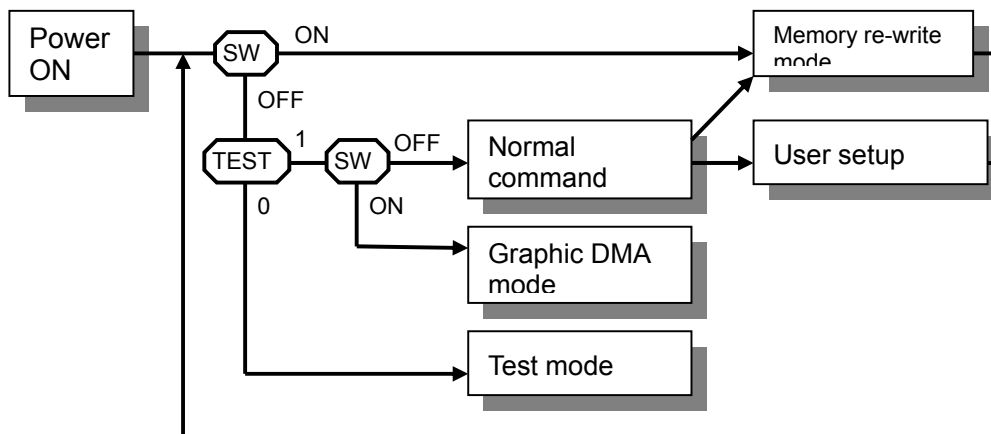 Power
ON
SW
ON
Memory re-write
mode
OFF
TEST
1
SW
OFF
Normal
command
User setup
0
ON
Graphic DMA
mode
Test mode